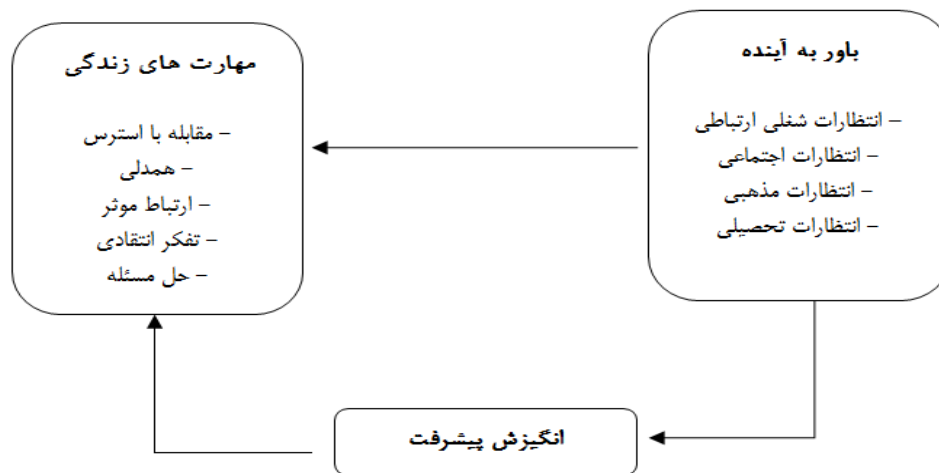 باور به آینده
– انتظارات شغلی ارتباطی
– انتظارات اجتماعی
– انتظارات مذهبی
– انتظارات تحصیلی
مهارت های زندگی
– مقابله با استرس
– همدلی
– ارتباط موثر
– تفکر انتقادی
– حل مسئله
انگیزش پیشرفت